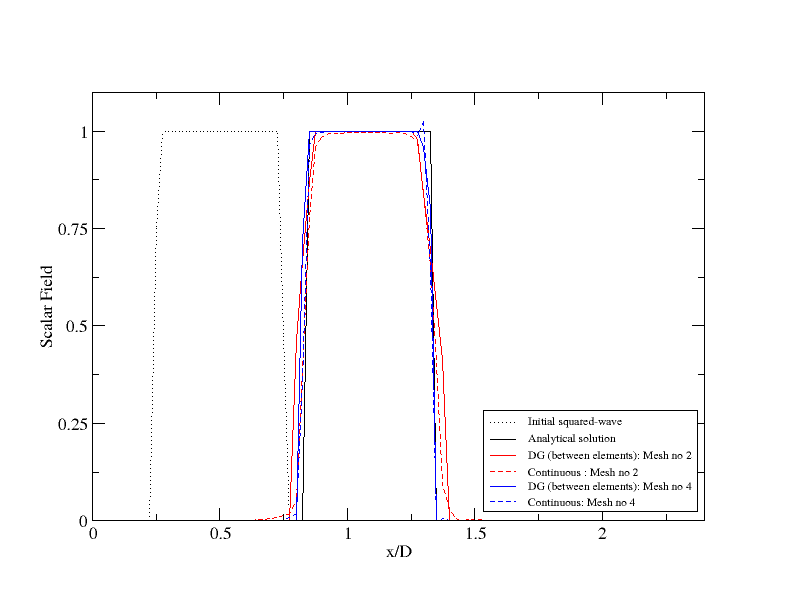 1
0.75
Scalar Field
0.5
0.25
0
Initial squared-wave
Analytical solution
DG (between elements): Mesh no 2
Continuous : Mesh no 2
DG (between elements): Mesh no 4
Continuous: Mesh no 4
0 0.5 1 1.5 2
x/D